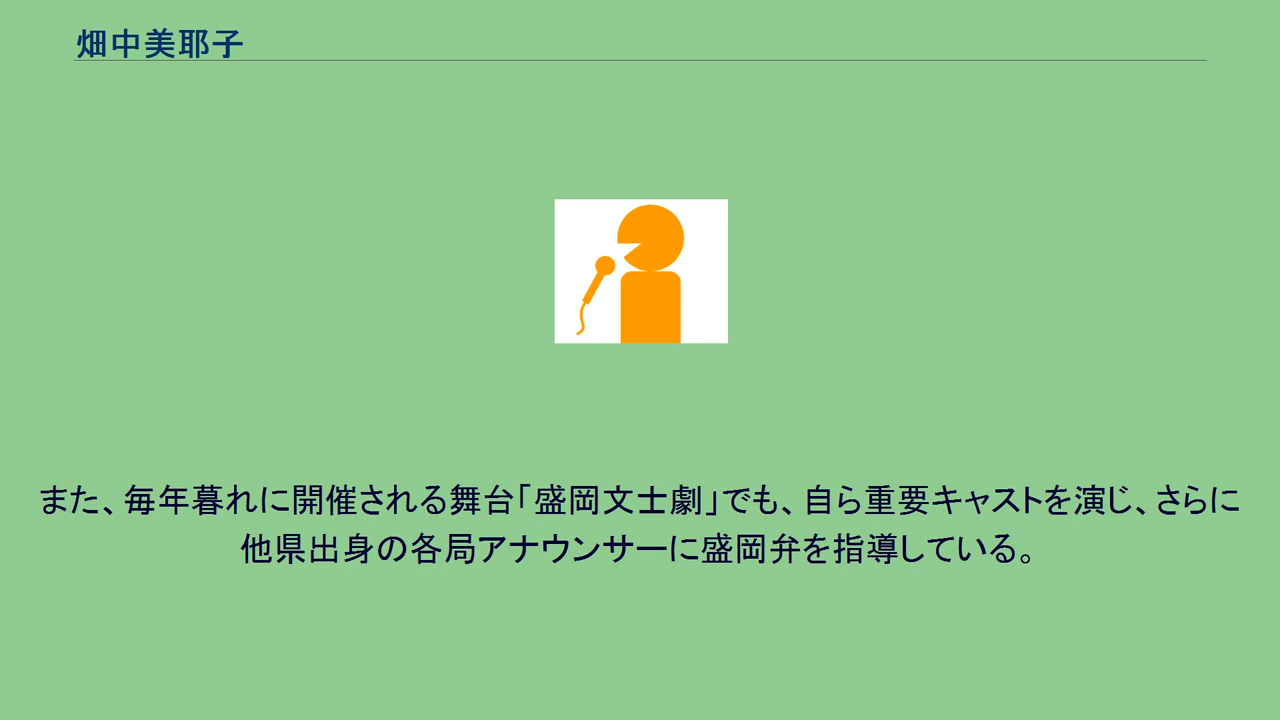 畑中美耶子
また、毎年暮れに開催される舞台「盛岡文士劇」でも、自ら重要キャストを演じ、さらに
他県出身の各局アナウンサーに盛岡弁を指導している。